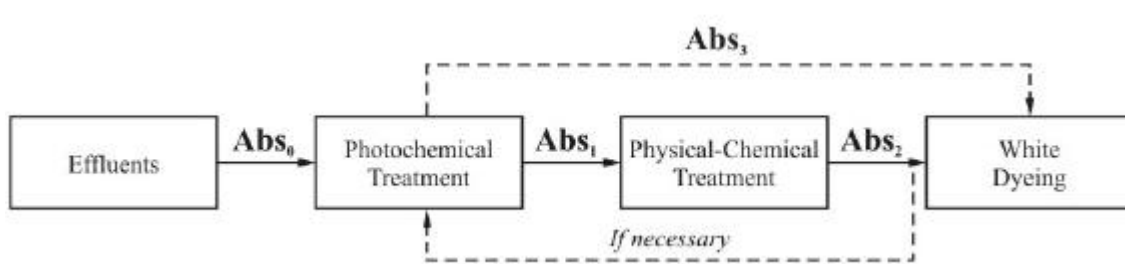 Abs₃
Effluents
Abs₀
Photochemical
Treatment
Abs₁
Physical-Chemical
Treatment
Abs₂
White
Dyeing
If necessary